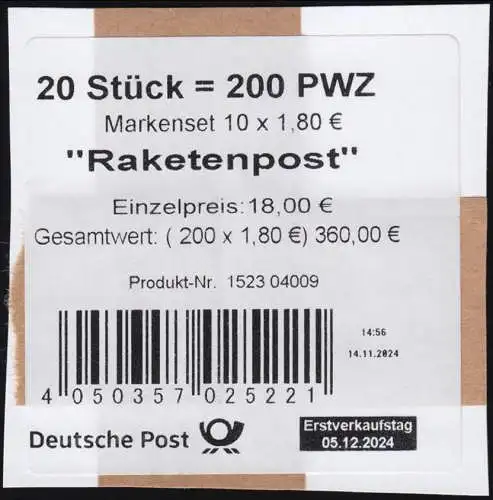 20 Stück = 200 PWZ
Markenset 10 x 1,80 €
"Raketenpost"
Einzelpreis: 18,00 €
Gesamtwert: ( 200 x 1,80 €) 360,00 €
Produkt-Nr. 1523 04009
14:56
14.11.2024
4 050357 025221
Deutsche Post
Erstverkaufstag
05.12.2024